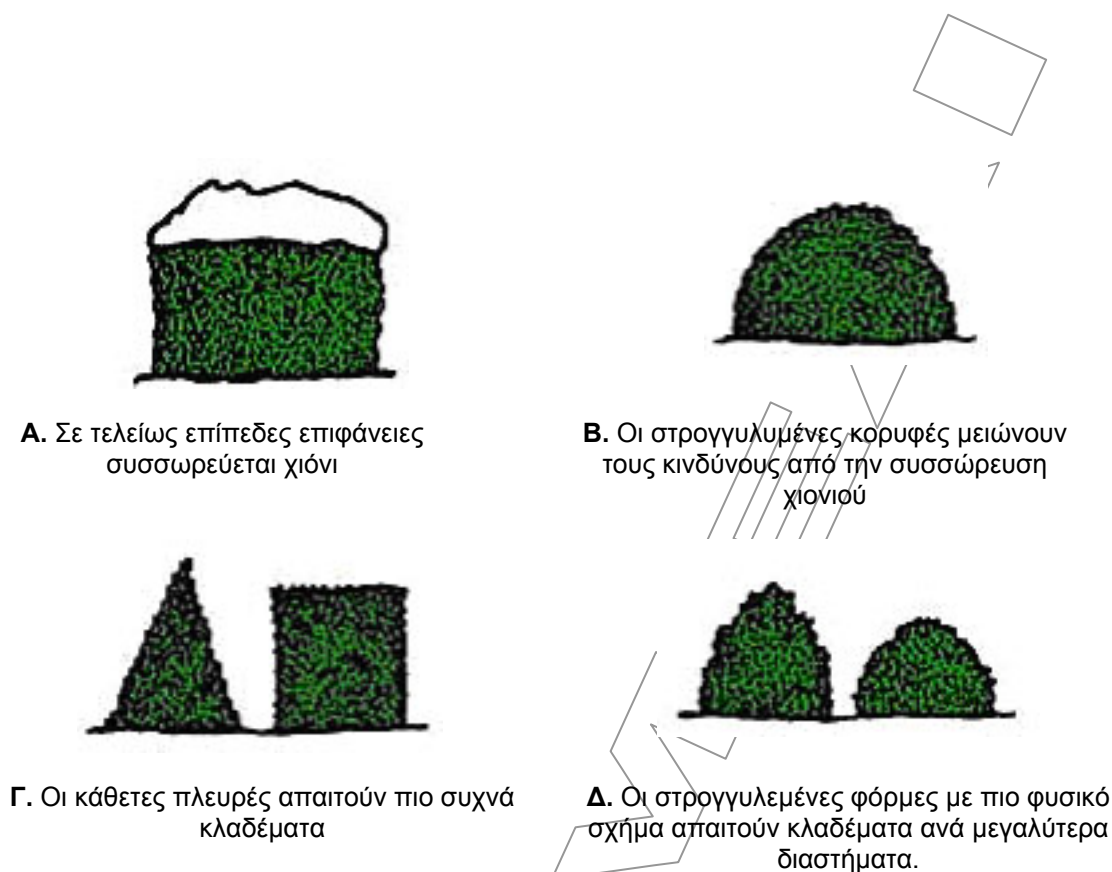 Α. Σε τελείως επίπεδες επιφάνειες
συσσωρεύεται χιόνι
Β. Οι στρογγυλυμένες κορυφές μειώνουν
τους κινδύνους από την συσσώρευση
χιονιού
Γ. Οι κάθετες πλευρές απαιτούν πιο συχνά
κλαδέματα
Δ. Οι στρογγυλεμένες φόρμες με πιο φυσικό
σχήμα απαιτούν κλαδέματα ανά μεγαλύτερα
διαστήματα.